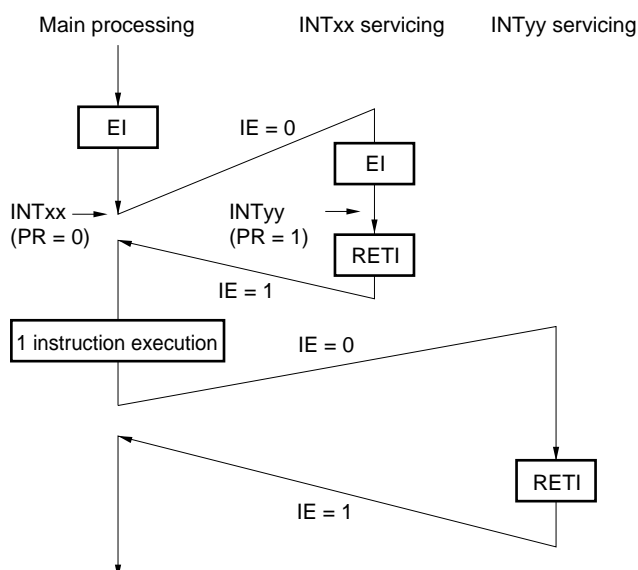 Main processing
INTxx servicing
INTyy servicing
EI
IE = 0
EI
INTxx
(PR = 0)
INTyy
(PR = 1)
RETI
IE = 1
1 instruction execution
IE = 0
RETI
IE = 1